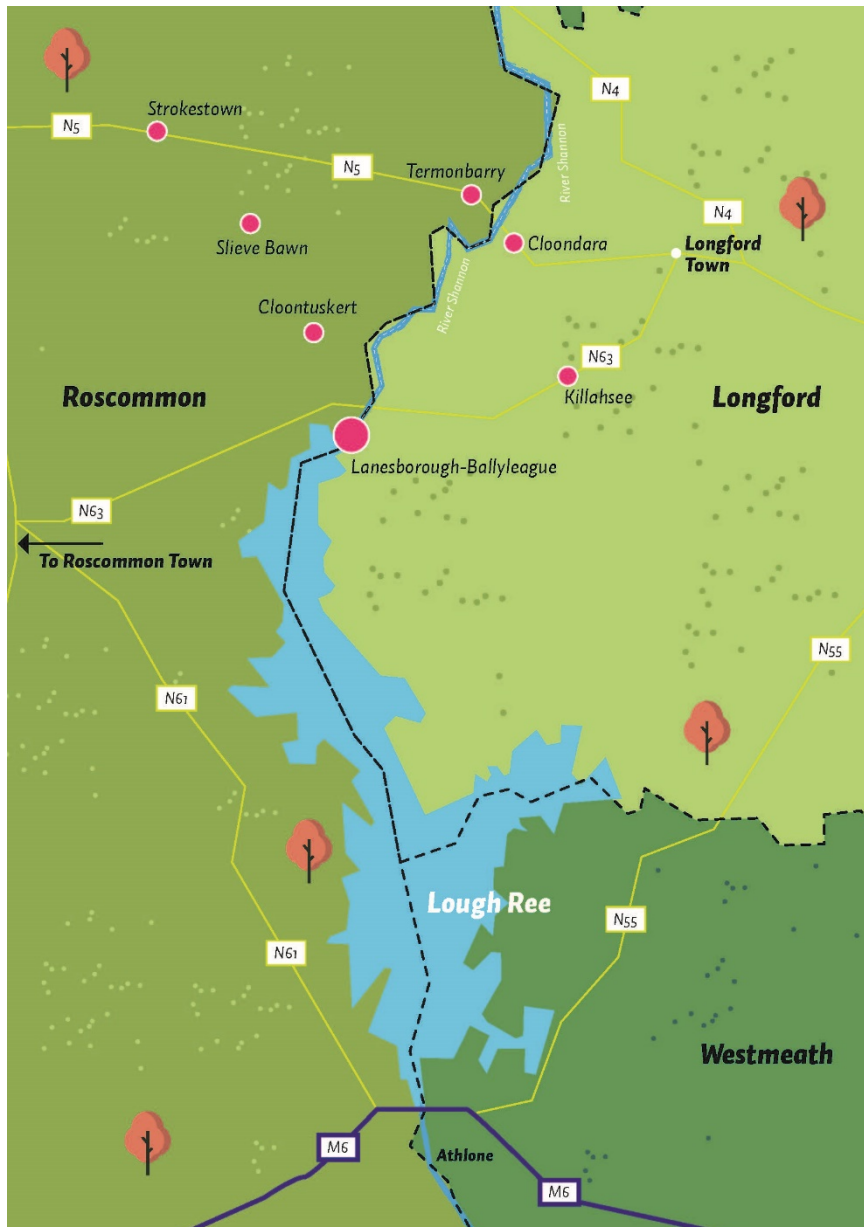 N4
Strokestown
N5
N5
Termonbarry
River Shannon
N4
Slieve Bawn
Cloondara
Longford
Town
River Shannon
Cloontuskert
N63
Roscommon
Killahsee
Longford
Lanesborough-Ballyleague
N63
To Roscommon Town
N55
N61
Lough Ree
N55
N61
Westmeath
M6
Athlone
M6